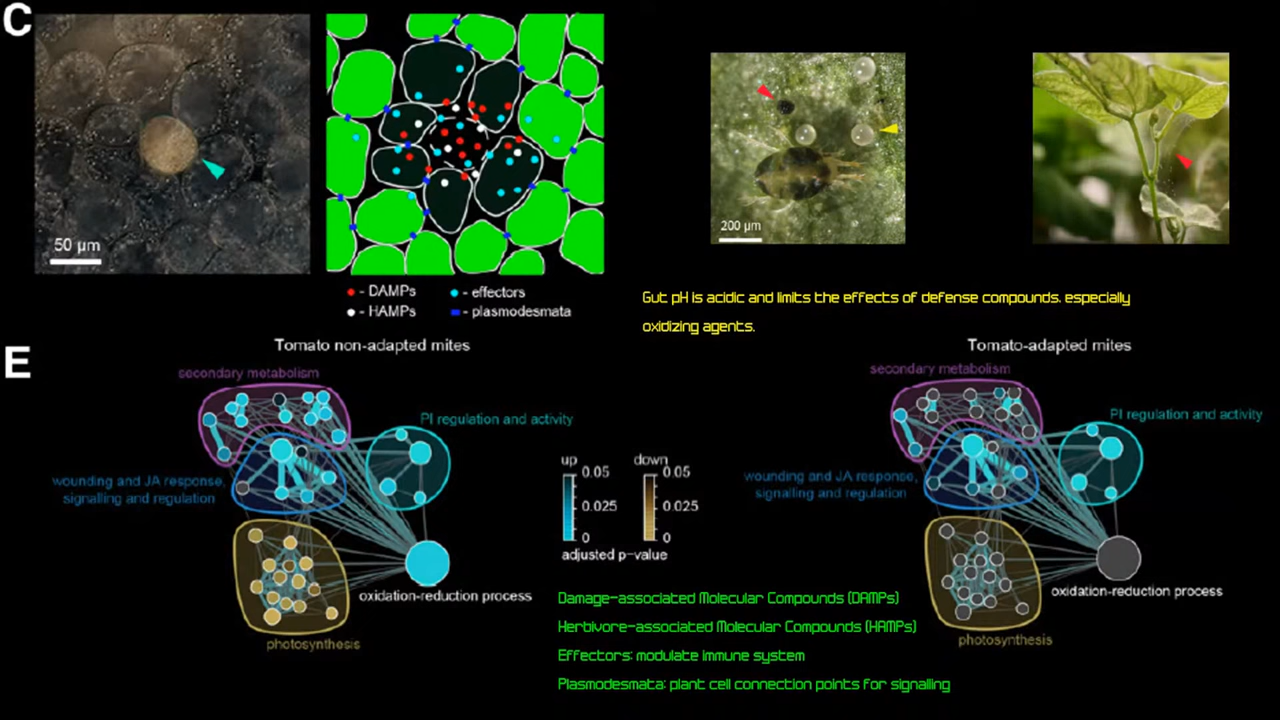 C
50 µm
- DAMPs
- effectors
- HAMPs
- plasmodesmata
200 µm
Gut pH is acidic and limits the effects of defense compounds, especially
oxidizing agents.
E
Tomato non-adapted mites
secondary metabolism
PI regulation and activity
wounding and JA response,
signalling and regulation
oxidation-reduction process
photosynthesis
up
down
0.05
0.05
0.025
0.025
0
0
adjusted p-value
Tomato-adapted mites
secondary metabolism
PI regulation and activity
wounding and JA response,
signalling and regulation
oxidation-reduction process
photosynthesis
Damage-associated Molecular Compounds (DAMPs)
Herbivore-associated Molecular Compounds (HAMPs)
Effectors: modulate immune system
Plasmodesmata: plant cell connection points for signalling